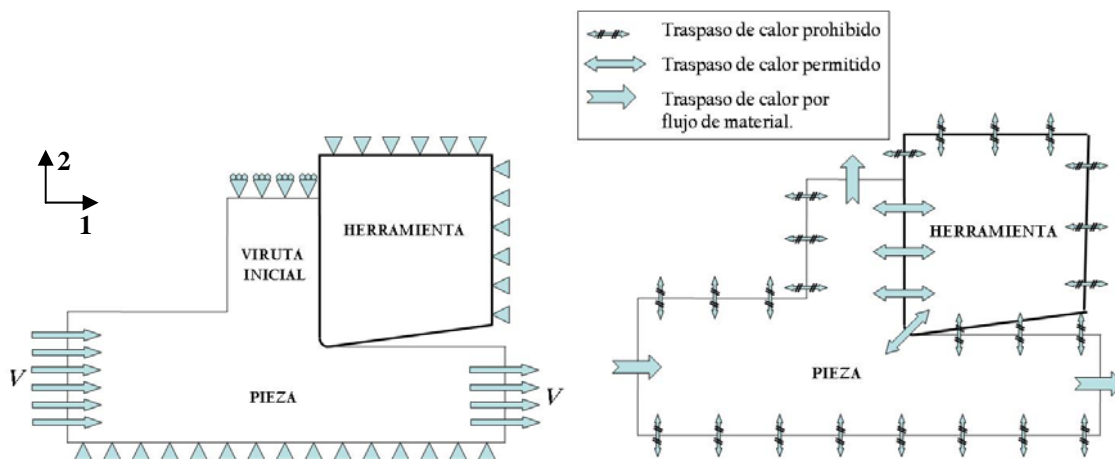 2
1
VIRUTA
INICIAL
HERRAMIENTA
V
PIEZA
V
Traspaso de calor prohibido
Traspaso de calor permitido
Traspaso de calor por
flujo de material.
HERRAMIENTA
PIEZA